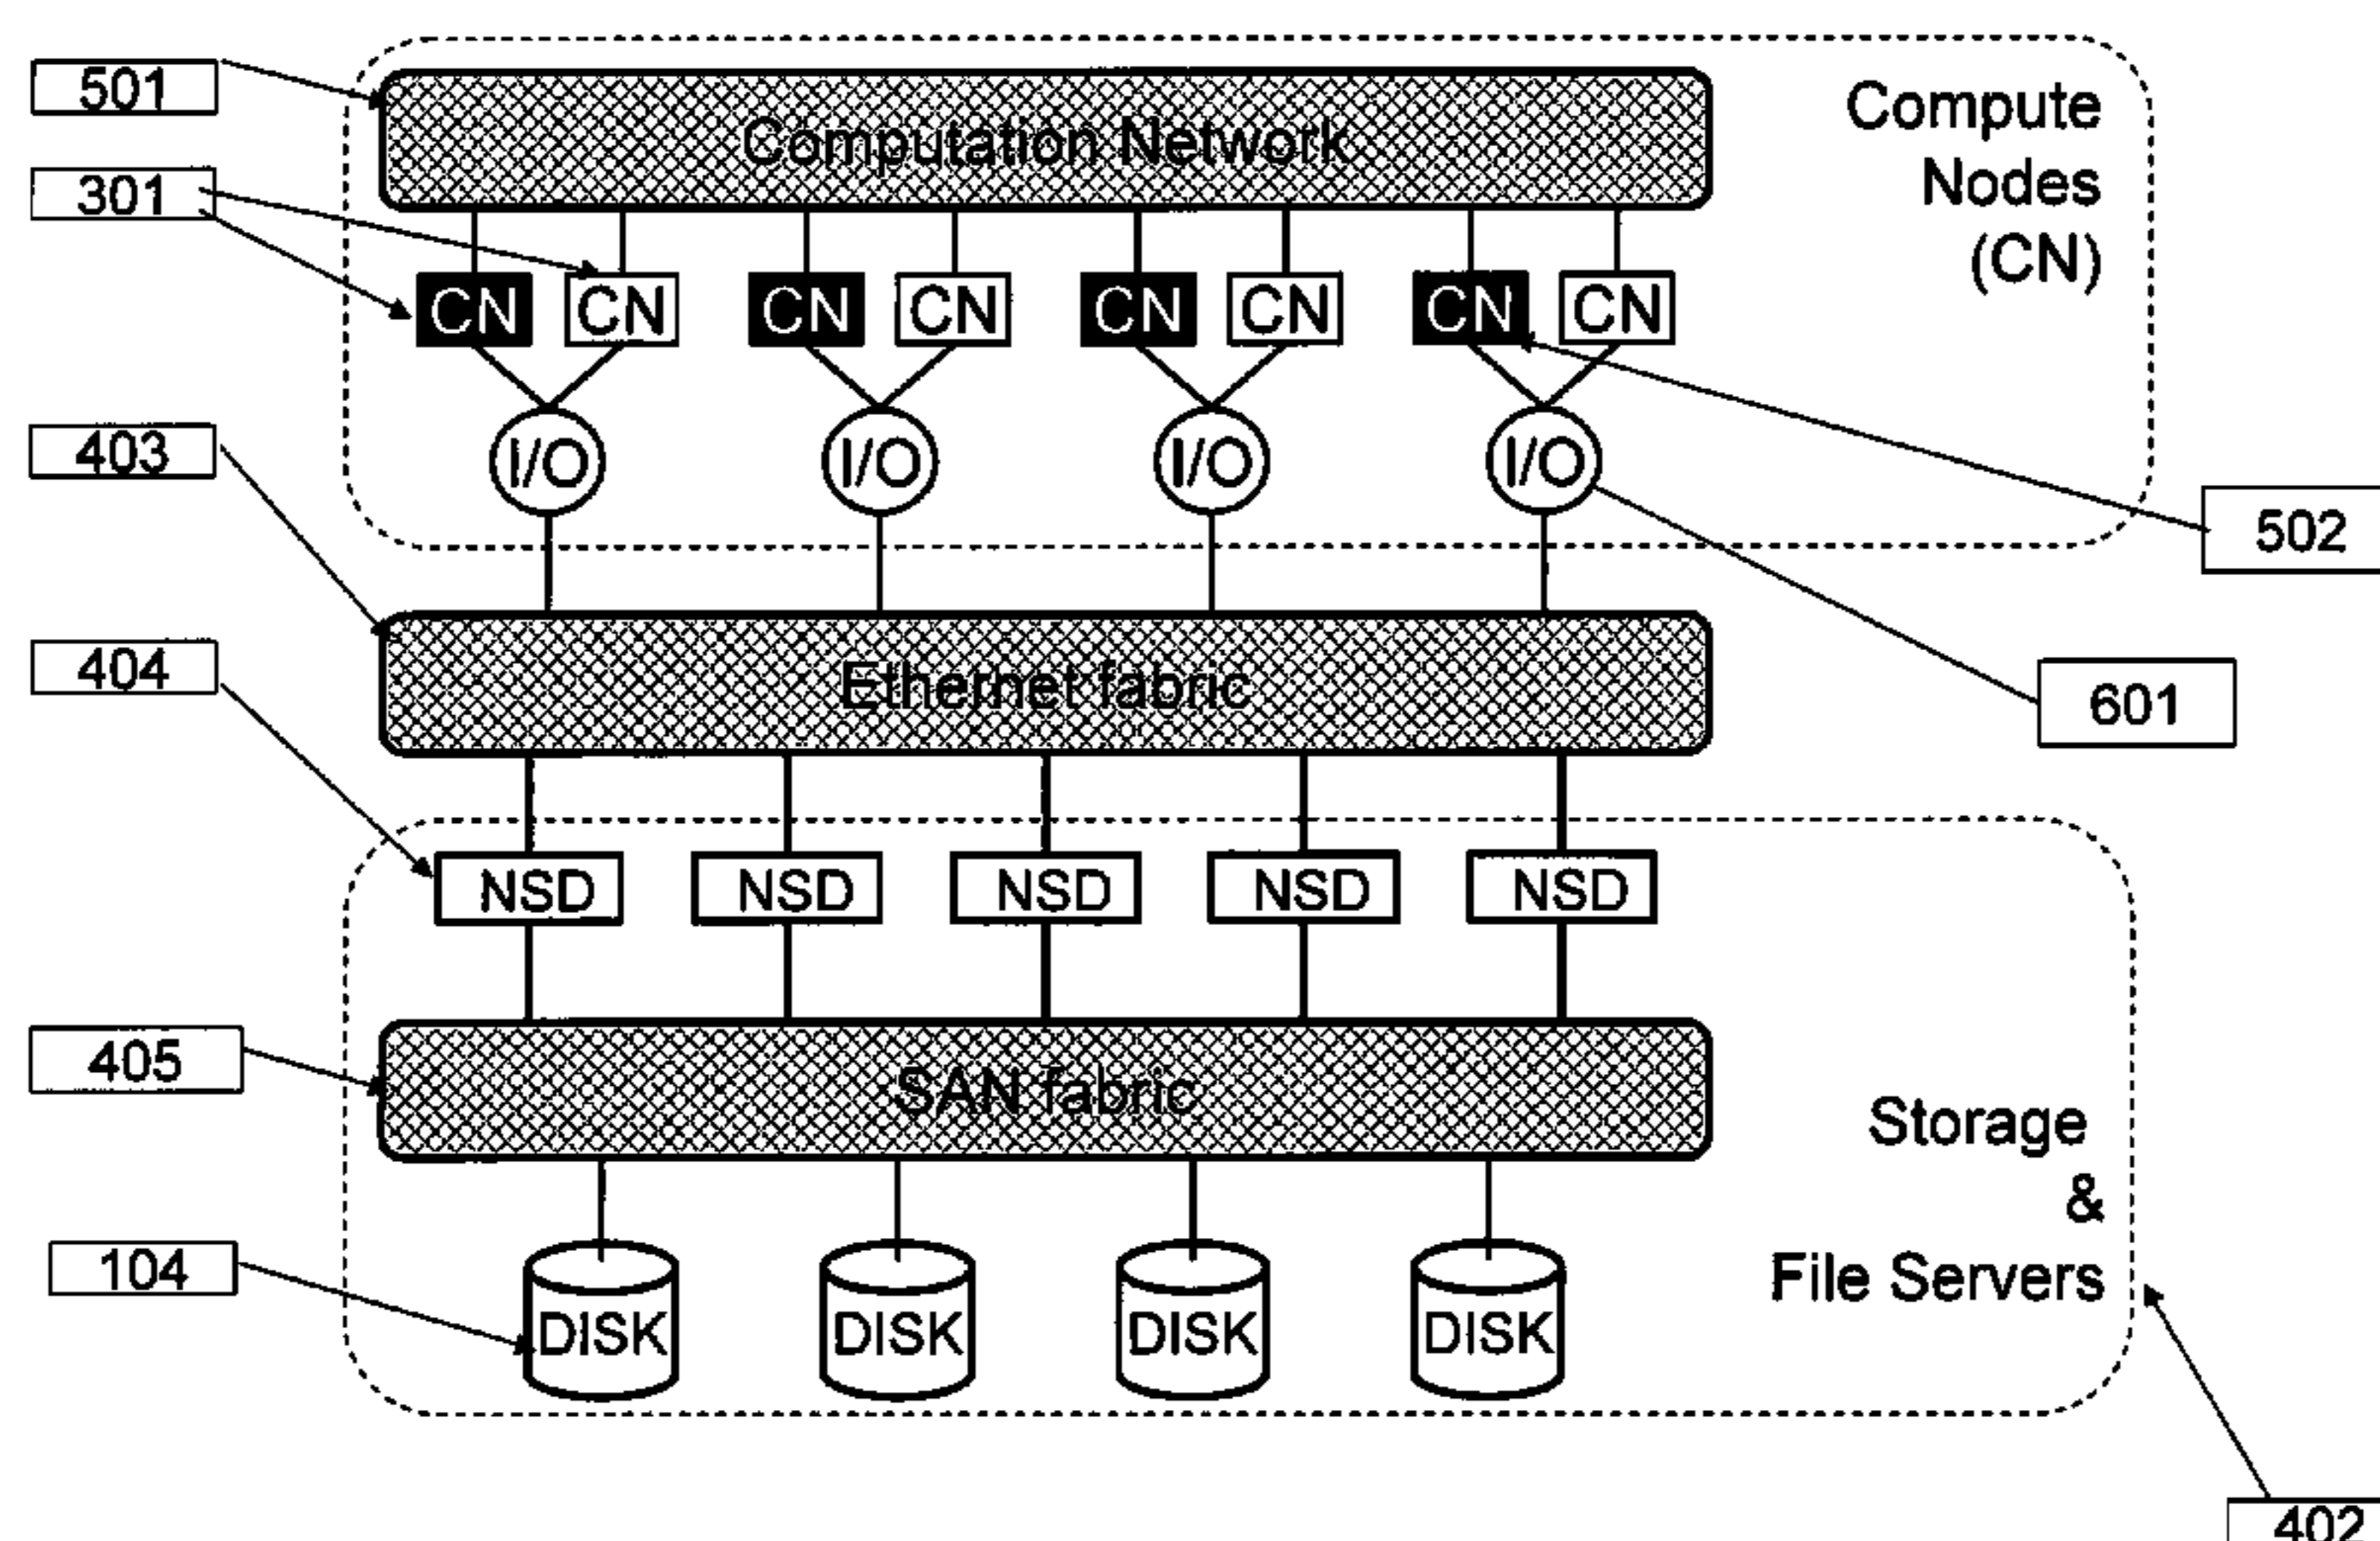 501
Computation Network
Compute
Nodes
(CN)
301
CN CN CN CN CN CN CN CN
403
I/O I/O I/O I/O
502
404
Ethernet fabric
601
NSD NSD NSD NSD NSD
405
SAN fabric
Storage
&
File Servers
104
DISK DISK DISK DISK
402